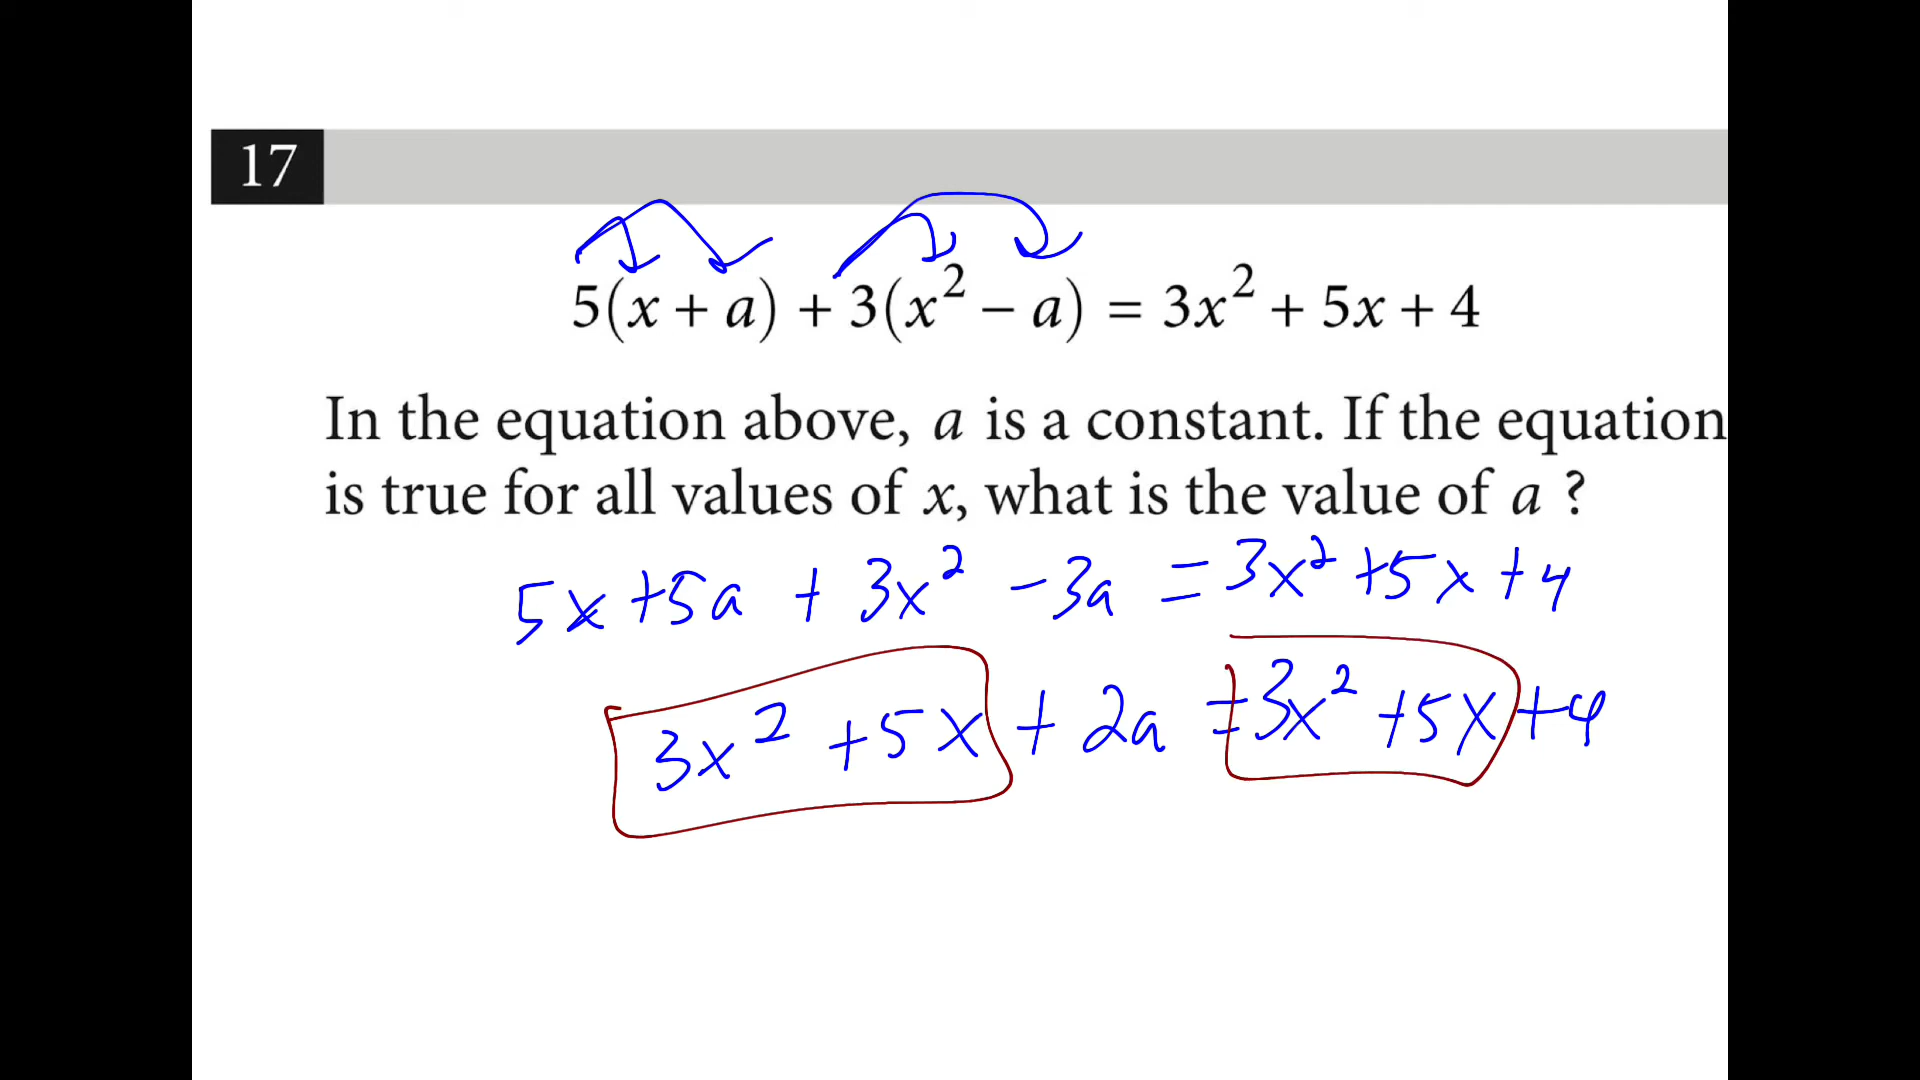 17
5(x + a) + 3(x² − a) = 3x² + 5x + 4
In the equation above, a is a constant. If the equation
is true for all values of x, what is the value of a ?
5x +5a + 3x² −3a = 3x² +5x +4
3x² +5x + 2a = 3x² +5x +4